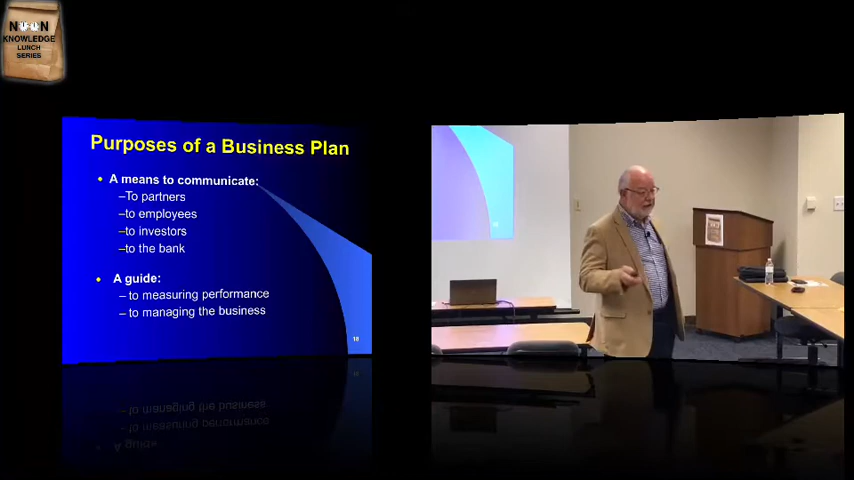 NOON
KNOWLEDGE
LUNCH
SERIES
Purposes of a Business Plan
• A means to communicate:
–To partners
–to employees
–to investors
–to the bank
• A guide:
– to measuring performance
– to managing the business
18